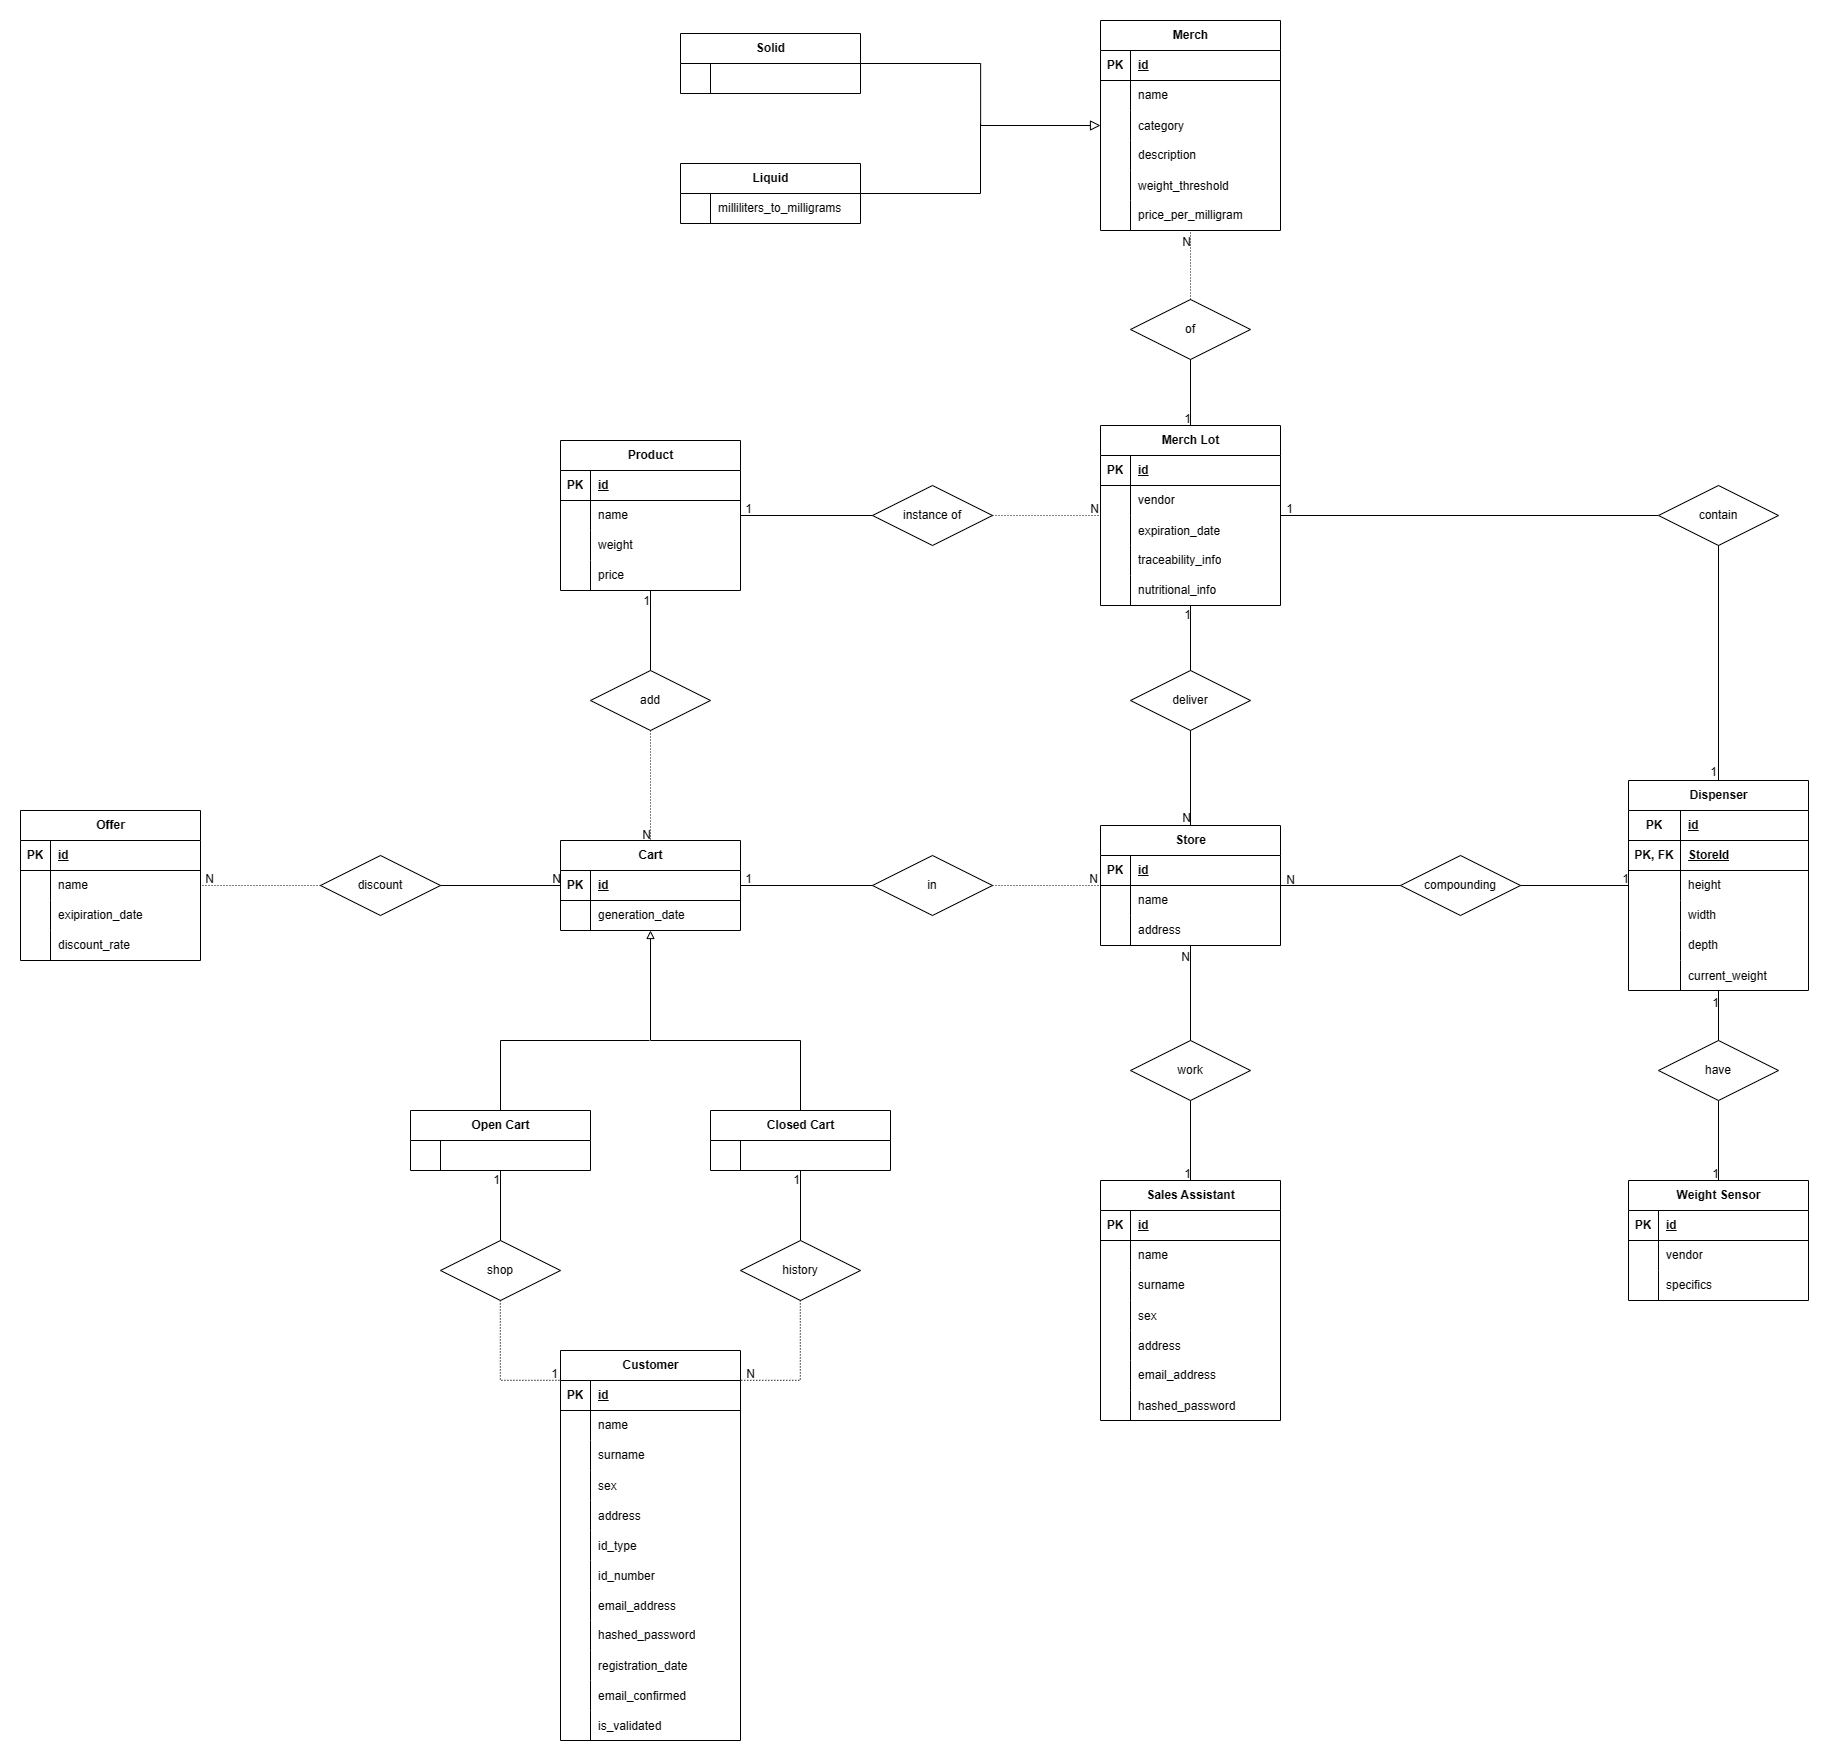 Solid
Liquid
milliliters_to_milligrams
Merch
PK id
name
category
description
weight_threshold
price_per_milligram
N
of
1
Product
PK id
name
weight
price
1
instance of
N
Merch Lot
PK id
vendor
expiration_date
traceability_info
nutritional_info
1
contain
1
1
add
N
1
deliver
N
Offer
PK id
name
exipiration_date
discount_rate
N
discount
N
Cart
PK id
generation_date
1
in
N
Store
PK id
name
address
N
compounding
1
Dispenser
PK id
PK, FK StoreId
height
width
depth
current_weight
N
work
1
1
have
1
Open Cart
1
shop
1
Closed Cart
1
history
N
Sales Assistant
PK id
name
surname
sex
address
email_address
hashed_password
Weight Sensor
PK id
vendor
specifics
Customer
PK id
name
surname
sex
address
id_type
id_number
email_address
hashed_password
registration_date
email_confirmed
is_validated